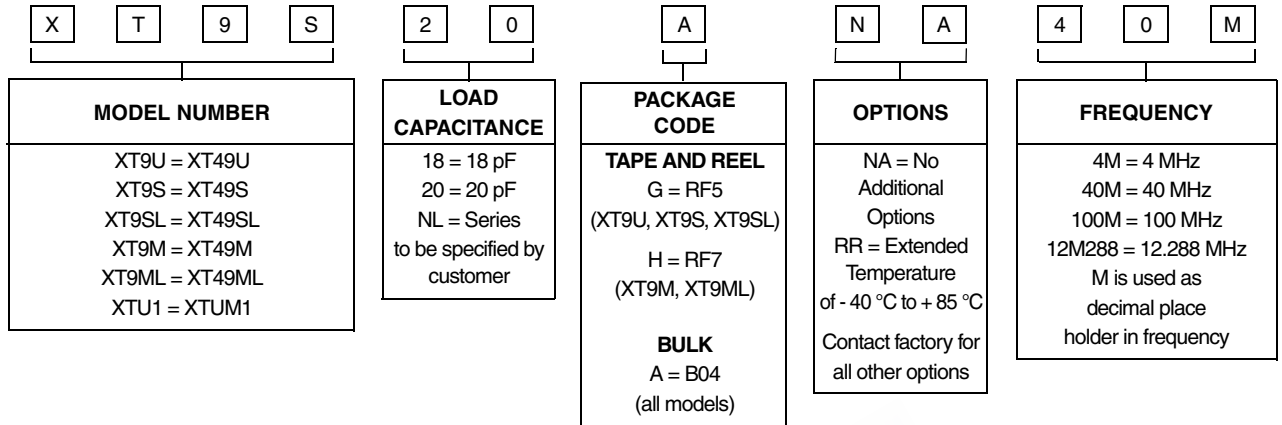 X T 9 S 2 0 A N A 4 0 M
MODEL NUMBER
XT9U = XT49U
XT9S = XT49S
XT9SL = XT49SL
XT9M = XT49M
XT9ML = XT49ML
XTU1 = XTUM1
LOAD
CAPACITANCE
18 = 18 pF
20 = 20 pF
NL = Series
to be specified by
customer
PACKAGE
CODE
TAPE AND REEL
G = RF5
(XT9U, XT9S, XT9SL)
H = RF7
(XT9M, XT9ML)
BULK
A = B04
(all models)
OPTIONS
NA = No
Additional
Options
RR = Extended
Temperature
of - 40 °C to + 85 °C
Contact factory for
all other options
FREQUENCY
4M = 4 MHz
40M = 40 MHz
100M = 100 MHz
12M288 = 12.288 MHz
M is used as
decimal place
holder in frequency